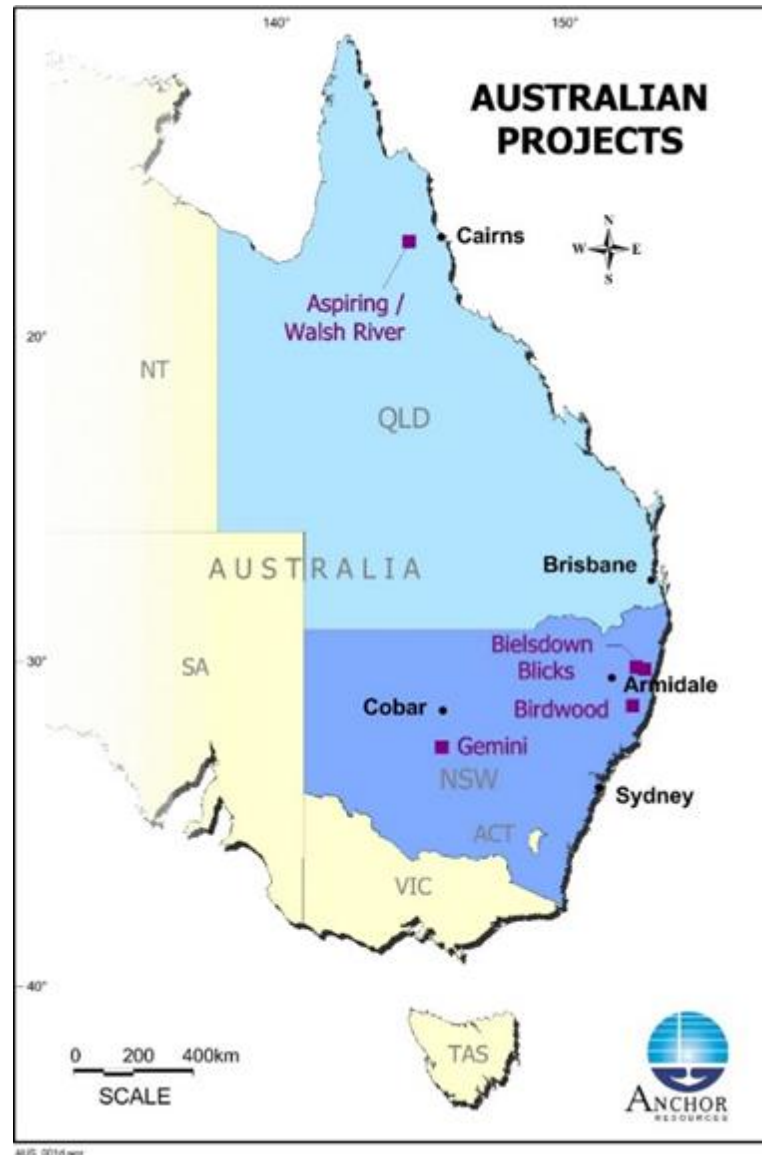 140°
150°
AUSTRALIAN
PROJECTS
N
W
E
S
Cairns
Aspiring /
Walsh River
20°
NT
QLD
AUSTRALIA
Brisbane
30°
SA
Bielsdown
Blicks
Armidale
Cobar
Birdwood
Gemini
NSW
Sydney
ACT
VIC
40°
0 200 400km
SCALE
TAS
ANCHOR
RESOURCES